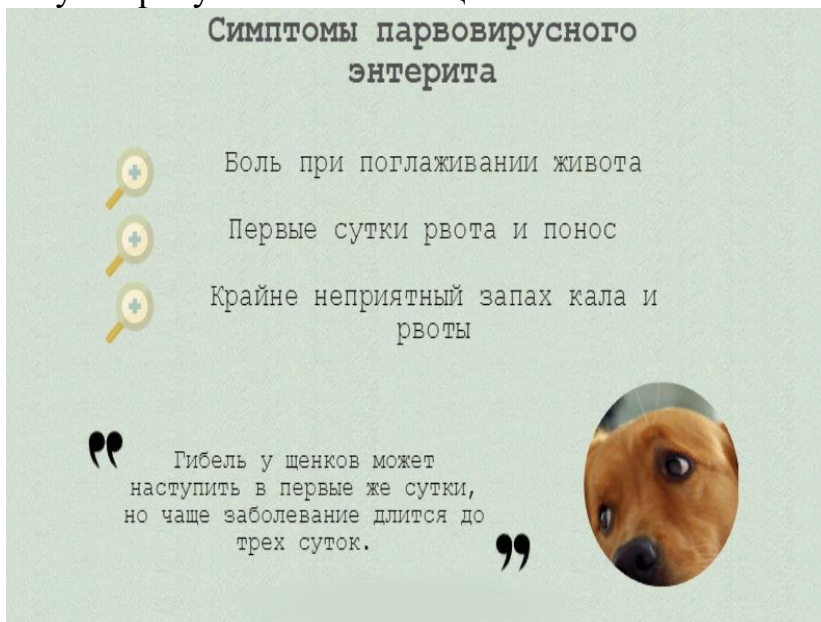 Симптомы парвовирусного
энтерита
Боль при поглаживании живота
Первые сутки рвота и понос
Крайне неприятный запах кала и
рвоты
Гибель у щенков может
наступить в первые же сутки,
но чаще заболевание длится до
трех суток.